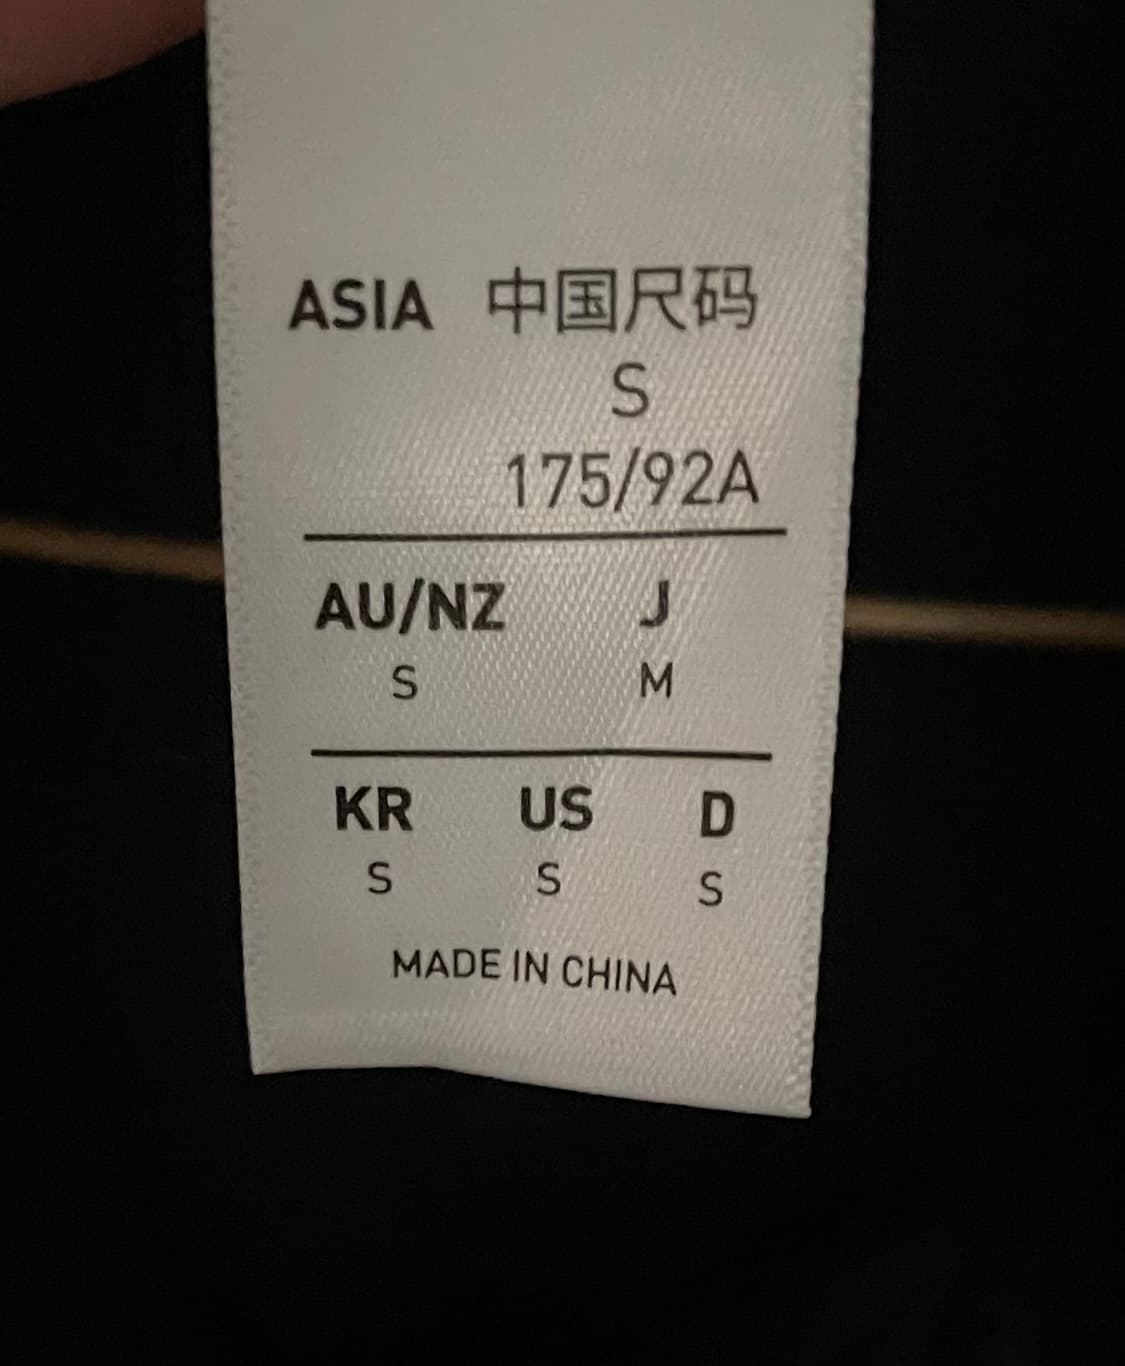 ASIA 中国尺码
S
175/92A
AU/NZ J
S M
KR US D
S S S
MADE IN CHINA